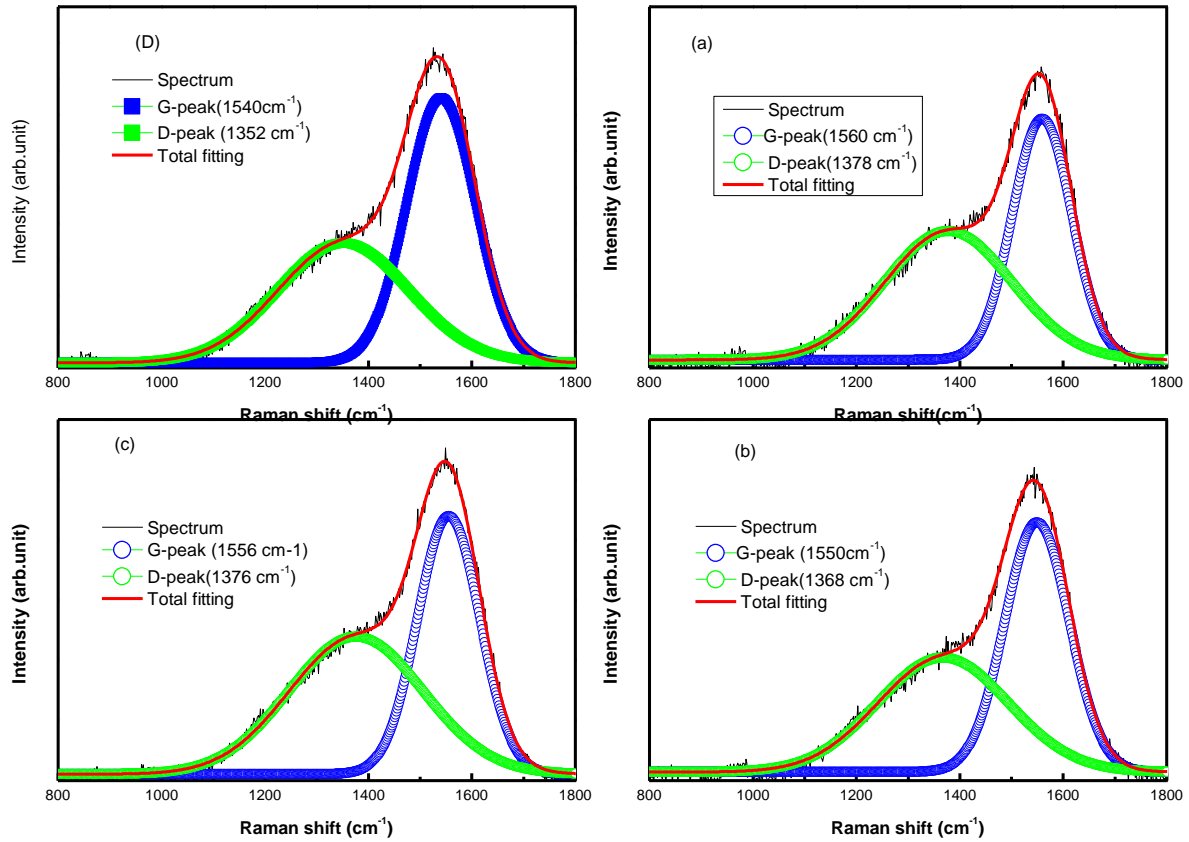 (D)
Spectrum
G-peak(1540cm⁻¹)
D-peak (1352 cm⁻¹)
Total fitting
Intensity (arb.unit)
800 1000 1200 1400 1600 1800
Raman shift (cm⁻¹)
(a)
Spectrum
G-peak(1560 cm⁻¹)
D-peak(1378 cm⁻¹)
Total fitting
Intensity (arb.unit)
800 1000 1200 1400 1600 1800
Raman shift(cm⁻¹)
(c)
Spectrum
G-peak (1556 cm-1)
D-peak(1376 cm⁻¹)
Total fitting
Intensity (arb.unit)
800 1000 1200 1400 1600 1800
Raman shift (cm⁻¹)
(b)
Spectrum
G-peak (1550cm⁻¹)
D-peak(1368 cm⁻¹)
Total fitting
Intensity (arb.unit)
800 1000 1200 1400 1600 1800
Raman shift (cm⁻¹)